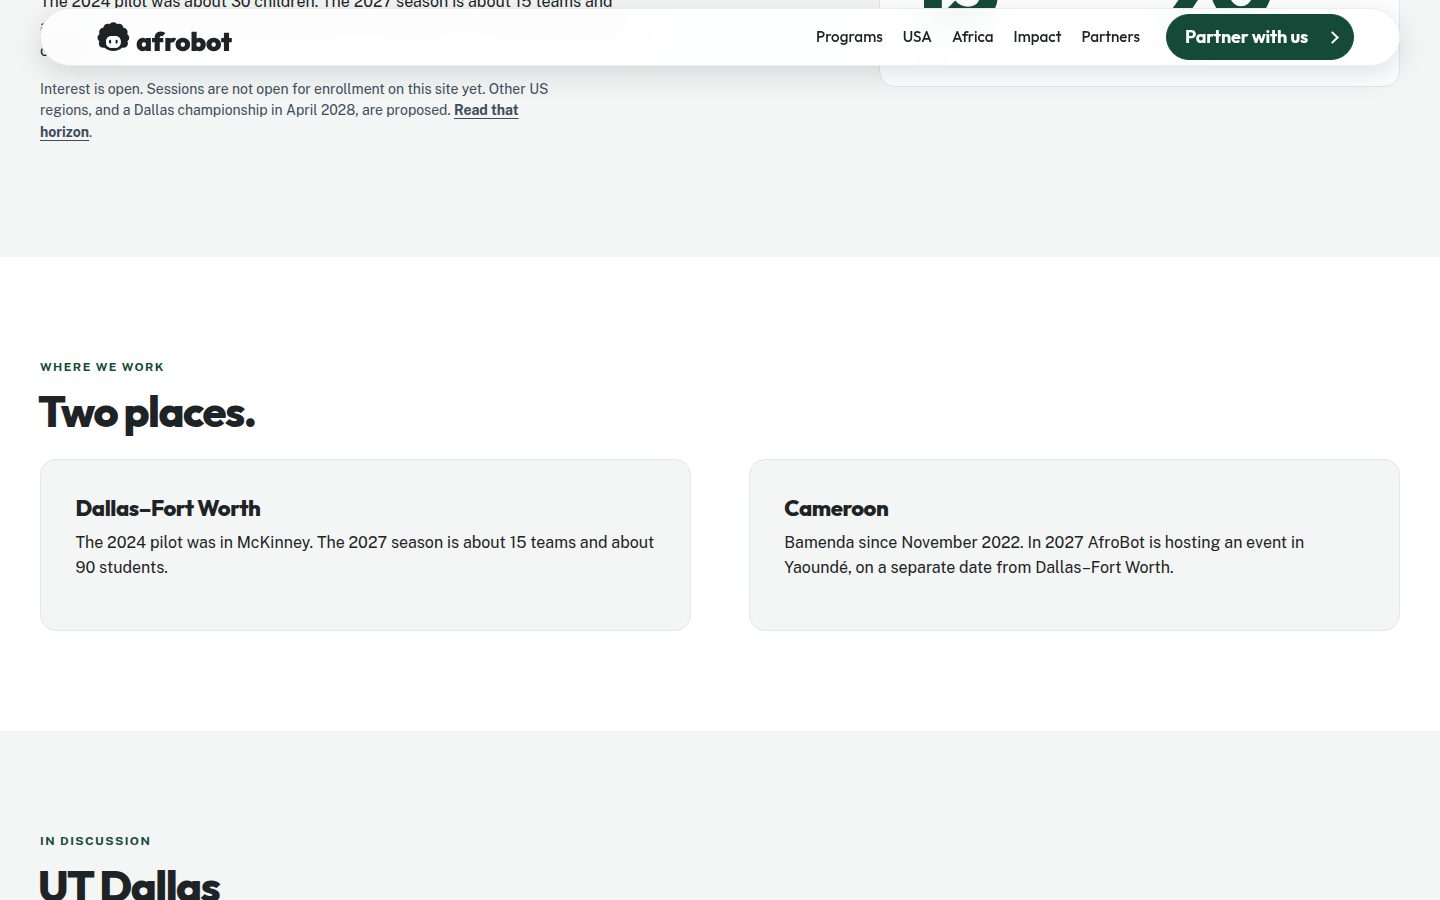 The 2024 pilot was about 30 children. The 2027 season is about 15 teams and
afrobot
Programs
USA
Africa
Impact
Partners
Partner with us
Interest is open. Sessions are not open for enrollment on this site yet. Other US
regions, and a Dallas championship in April 2028, are proposed. Read that
horizon.
WHERE WE WORK
Two places.
Dallas–Fort Worth
The 2024 pilot was in McKinney. The 2027 season is about 15 teams and about
90 students.
Cameroon
Bamenda since November 2022. In 2027 AfroBot is hosting an event in
Yaoundé, on a separate date from Dallas–Fort Worth.
IN DISCUSSION
UT Dallas